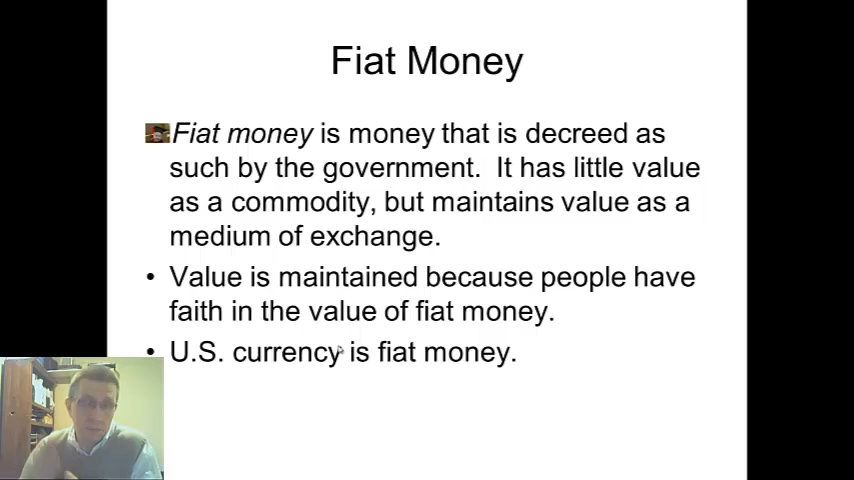 Fiat Money
Fiat money is money that is decreed as
such by the government. It has little value
as a commodity, but maintains value as a
medium of exchange.
• Value is maintained because people have
faith in the value of fiat money.
• U.S. currency is fiat money.